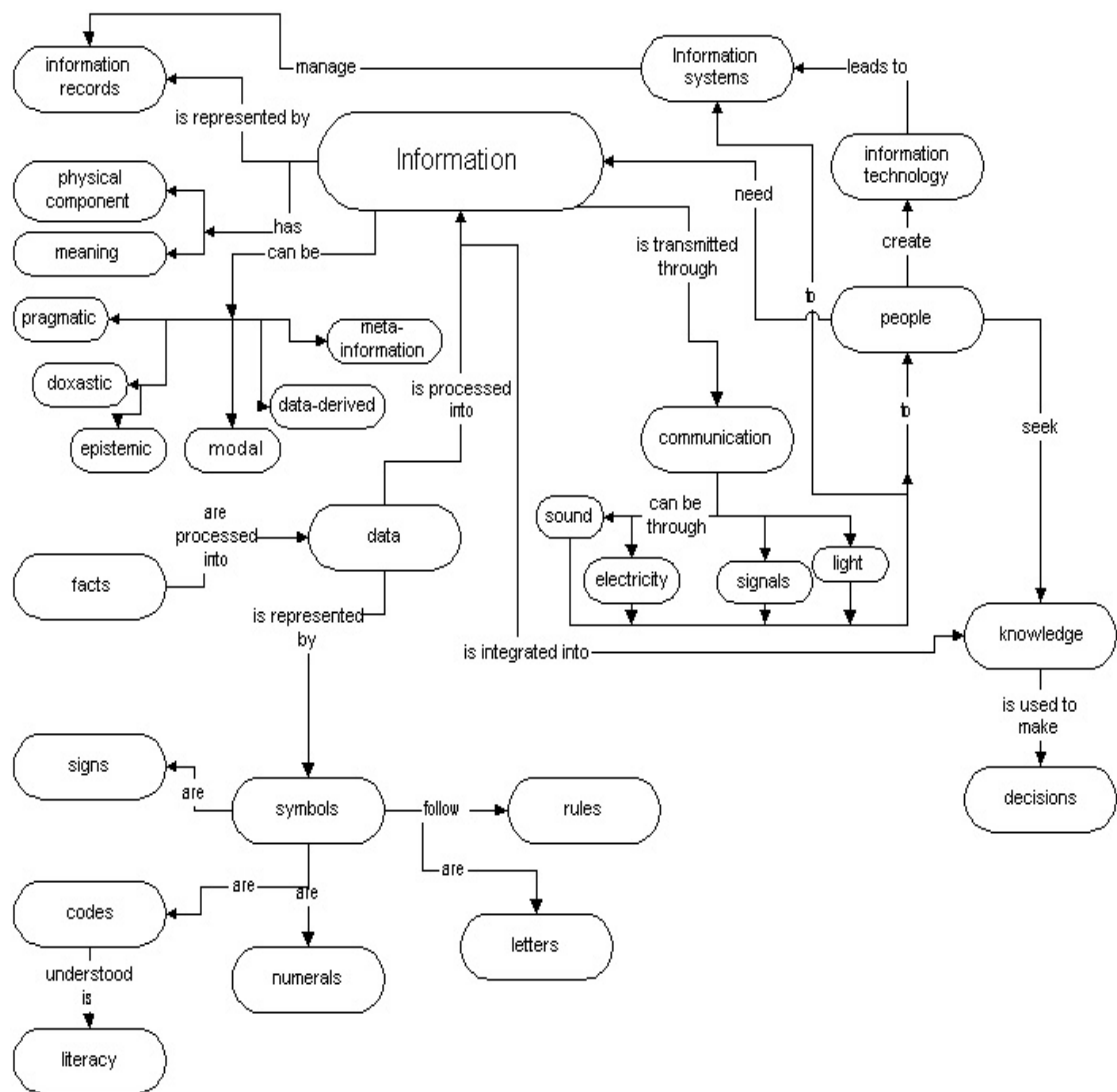 information
records
manage
Information
systems
leads to
is represented by
Information
information
technology
physical
component
need
has
meaning
can be
is transmitted
through
create
pragmatic
meta-
information
to
people
doxastic
data-derived
is processed
into
to
epistemic
modal
communication
seek
are
processed
into
data
sound
can be
through
facts
electricity
signals
light
is represented
by
is integrated into
knowledge
is used to
make
signs
are
symbols
follow
rules
decisions
codes
are
are
are
letters
numerals
understood
is
literacy